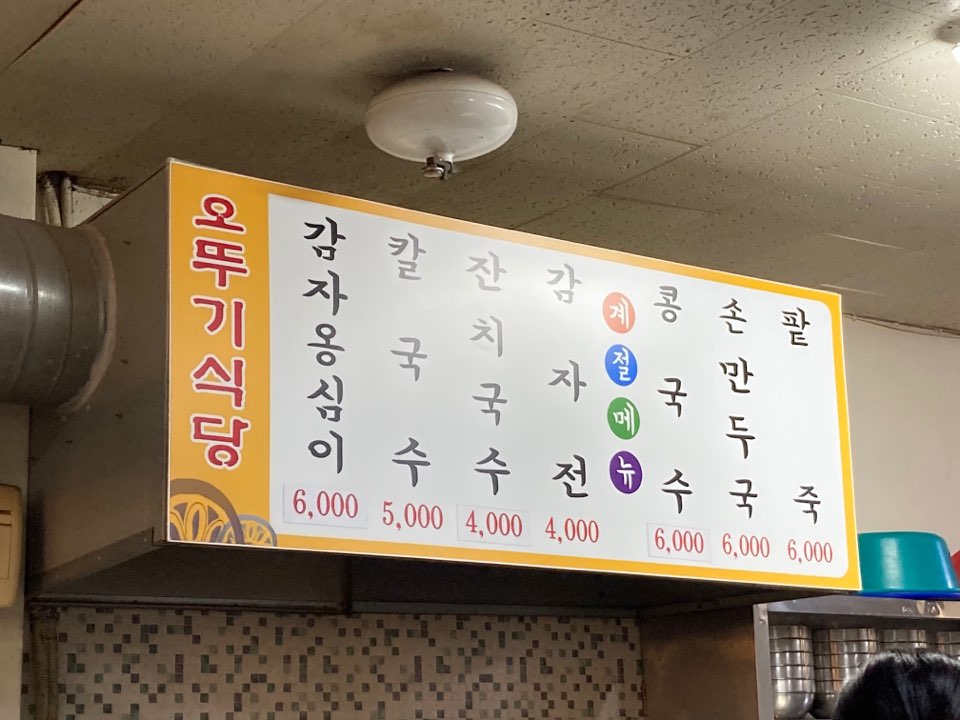 오뚜기식당
감자옹심이
6,000
칼국수
5,000
잔치국수
4,000
감자전
4,000
계절메뉴
콩국수
6,000
손만두국
6,000
팥죽
6,000